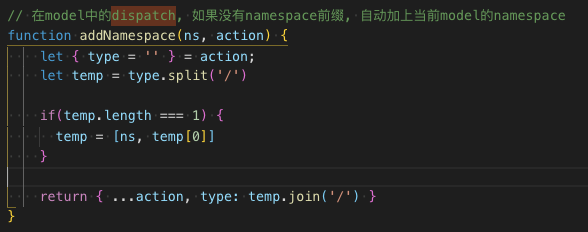 // 在model中的dispatch, 如果没有namespace前缀, 自动加上当前model的namespace
function addNamespace(ns, action) {
    let { type = '' } = action;
    let temp = type.split('/')

    if(temp.length === 1) {
      temp = [ns, temp[0]]
    }

    return { ...action, type: temp.join('/') }
}